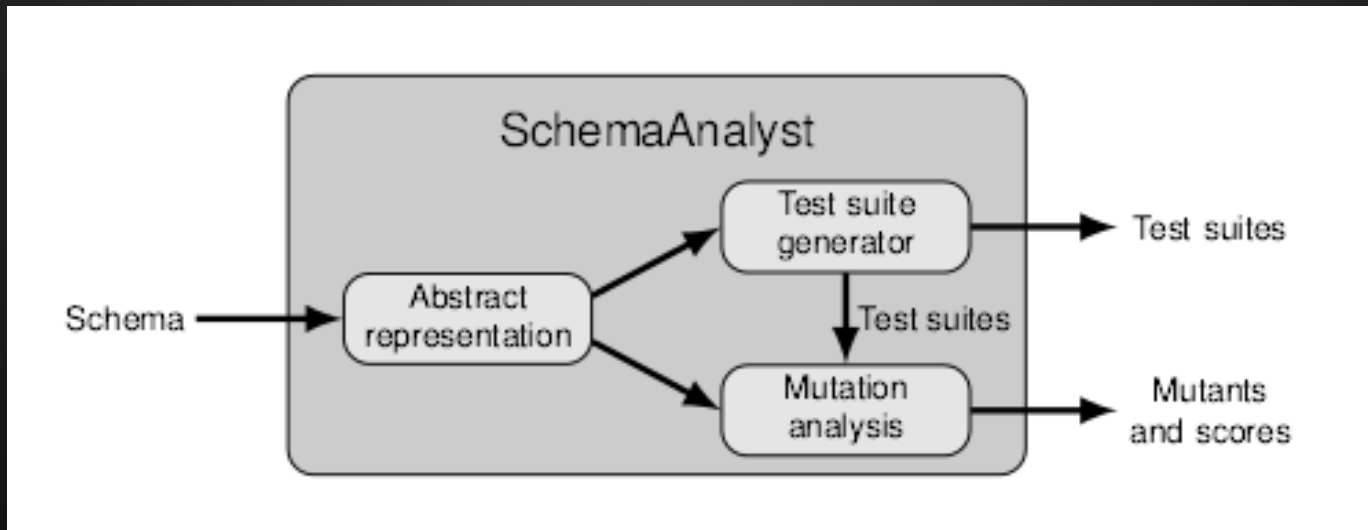 SchemaAnalyst
Test suite
generator
Test suites
Abstract
representation
Schema
Test suites
Mutation
analysis
Mutants
and scores